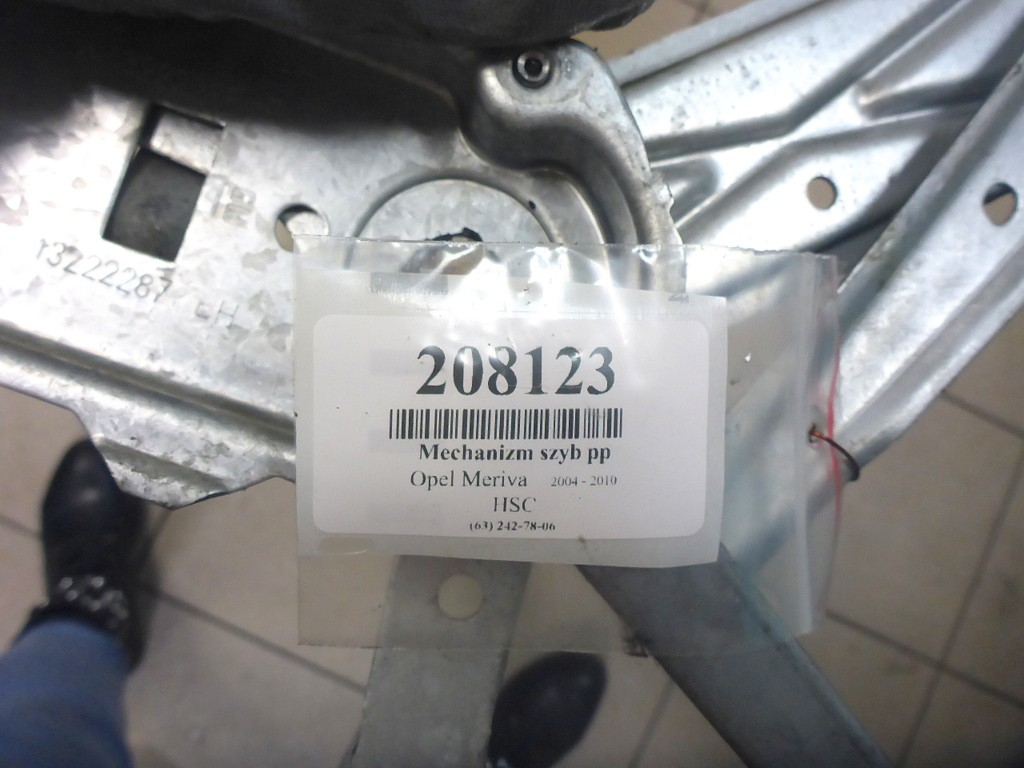 13222287 LH
208123
Mechanizm szyb pp
Opel Meriva 2004 - 2010
HSC
(63) 242-78-06